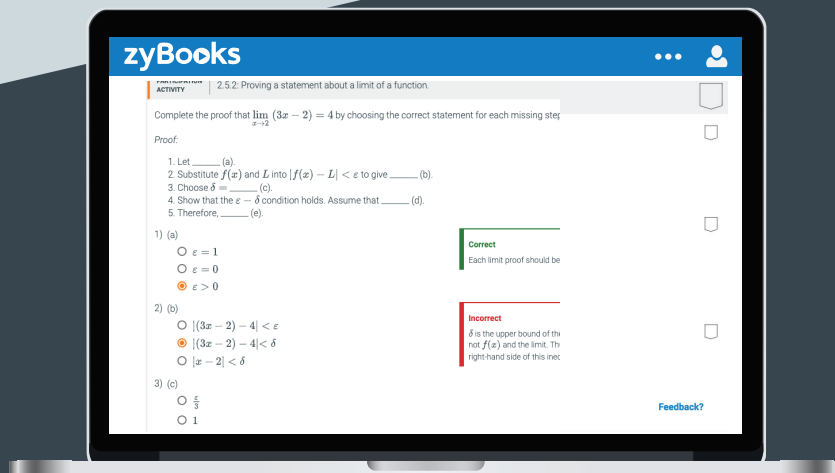 zyBooks
PARTICIPATION
ACTIVITY
2.5.2: Proving a statement about a limit of a function.
Complete the proof that lim x→2 (3x − 2) = 4 by choosing the correct statement for each missing step
Proof:
1. Let ______ (a).
2. Substitute f(x) and L into |f(x) − L| < ε to give ______ (b).
3. Choose δ = ______ (c).
4. Show that the ε − δ condition holds. Assume that ______ (d).
5. Therefore, ______ (e).
1) (a)
ε = 1
ε = 0
ε > 0
Correct
Each limit proof should be
2) (b)
|(3x − 2) − 4| < ε
|(3x − 2) − 4| < δ
|x − 2| < δ
Incorrect
δ is the upper bound of the
not f(x) and the limit. Th
right-hand side of this ineq
3) (c)
ε/3
1
Feedback?